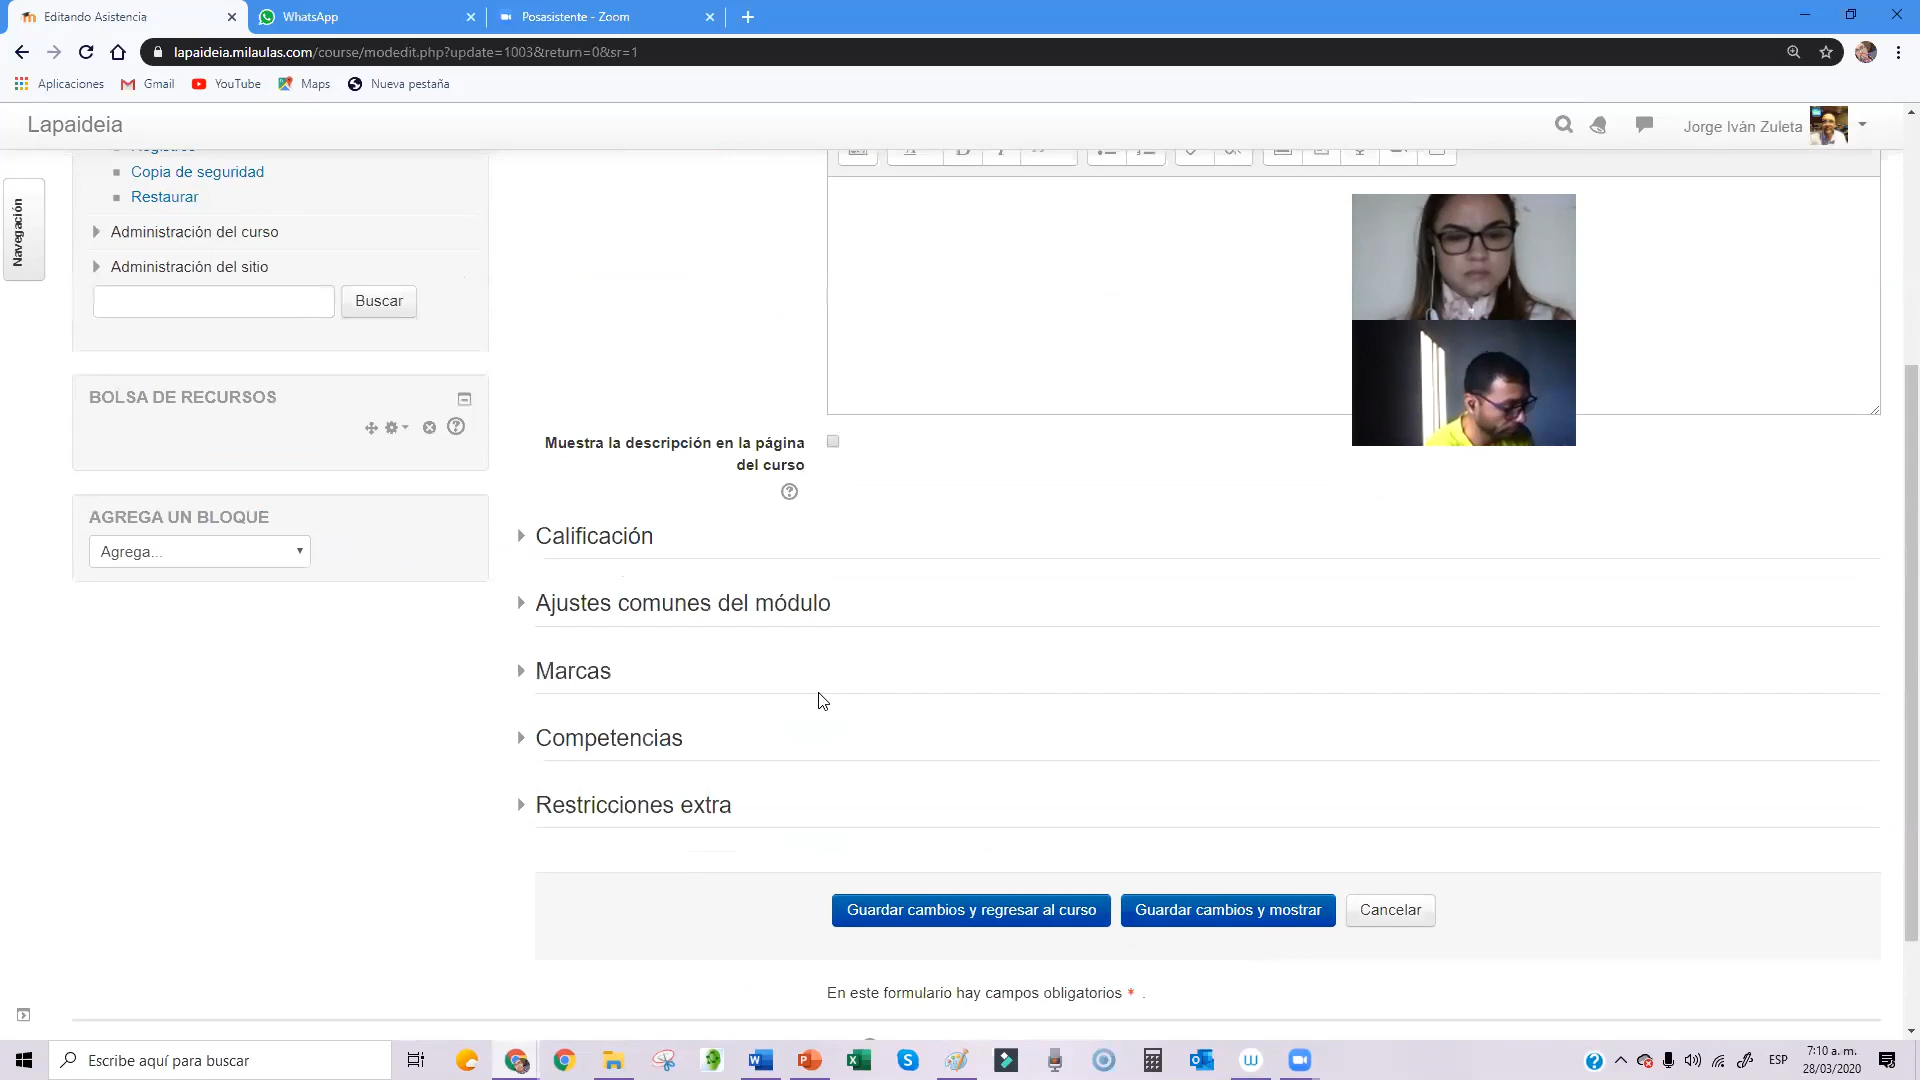 Editando Asistencia
WhatsApp
Posasistente - Zoom
lapaideia.milaulas.com/course/modedit.php?update=1003&return=0&sr=1
Aplicaciones
Gmail
YouTube
Maps
Nueva pestaña
Lapaideia
Jorge Iván Zuleta
Navegación
Registros
Copia de seguridad
Restaurar
Administración del curso
Administración del sitio
Buscar
BOLSA DE RECURSOS
AGREGA UN BLOQUE
Agrega...
Muestra la descripción en la página
del curso
Calificación
Ajustes comunes del módulo
Marcas
Competencias
Restricciones extra
Guardar cambios y regresar al curso
Guardar cambios y mostrar
Cancelar
En este formulario hay campos obligatorios * .
Escribe aquí para buscar
ESP
7:10 a. m.
28/03/2020